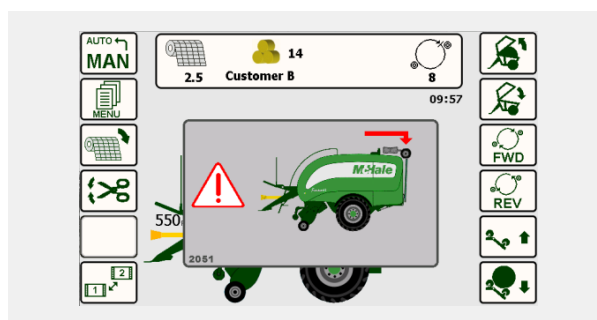 AUTO
MAN
MENU
2.5
14
Customer B
8
09:57
550
McHale
2051
FWD
REV
1
2